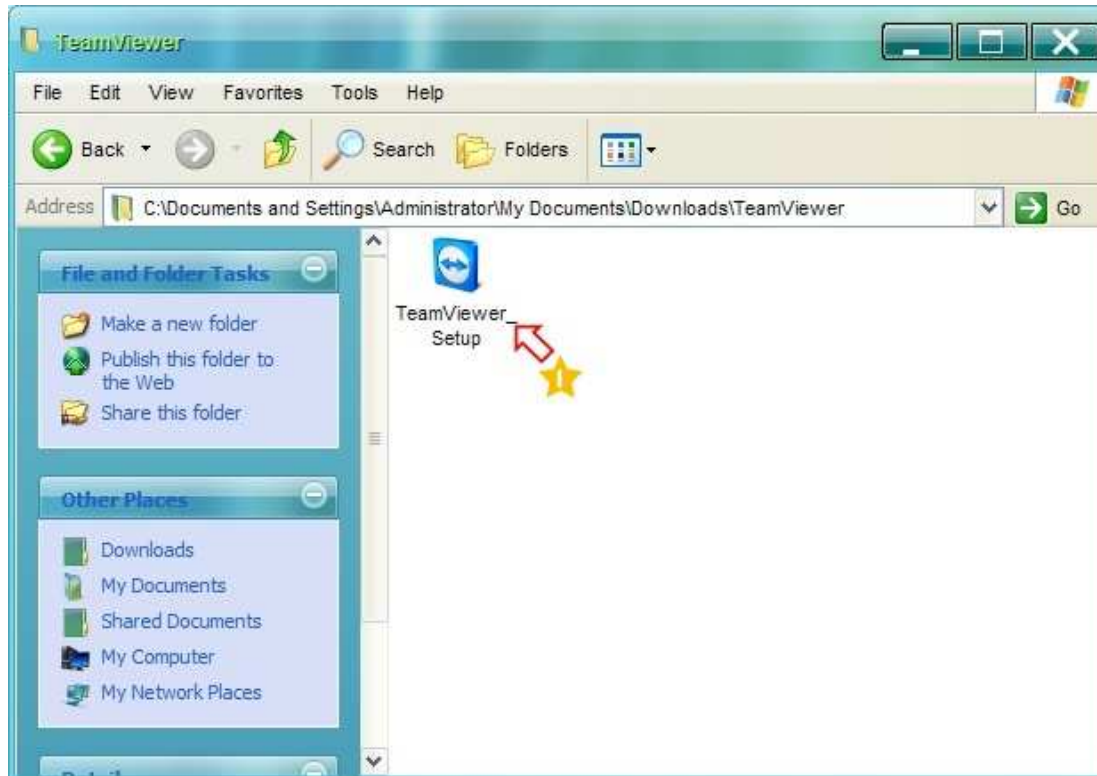 TeamViewer
File Edit View Favorites Tools Help
Back Search Folders
Address C:\Documents and Settings\Administrator\My Documents\Downloads\TeamViewer Go
File and Folder Tasks
Make a new folder
Publish this folder to
the Web
Share this folder
Other Places
Downloads
My Documents
Shared Documents
My Computer
My Network Places
TeamViewer_
Setup
1